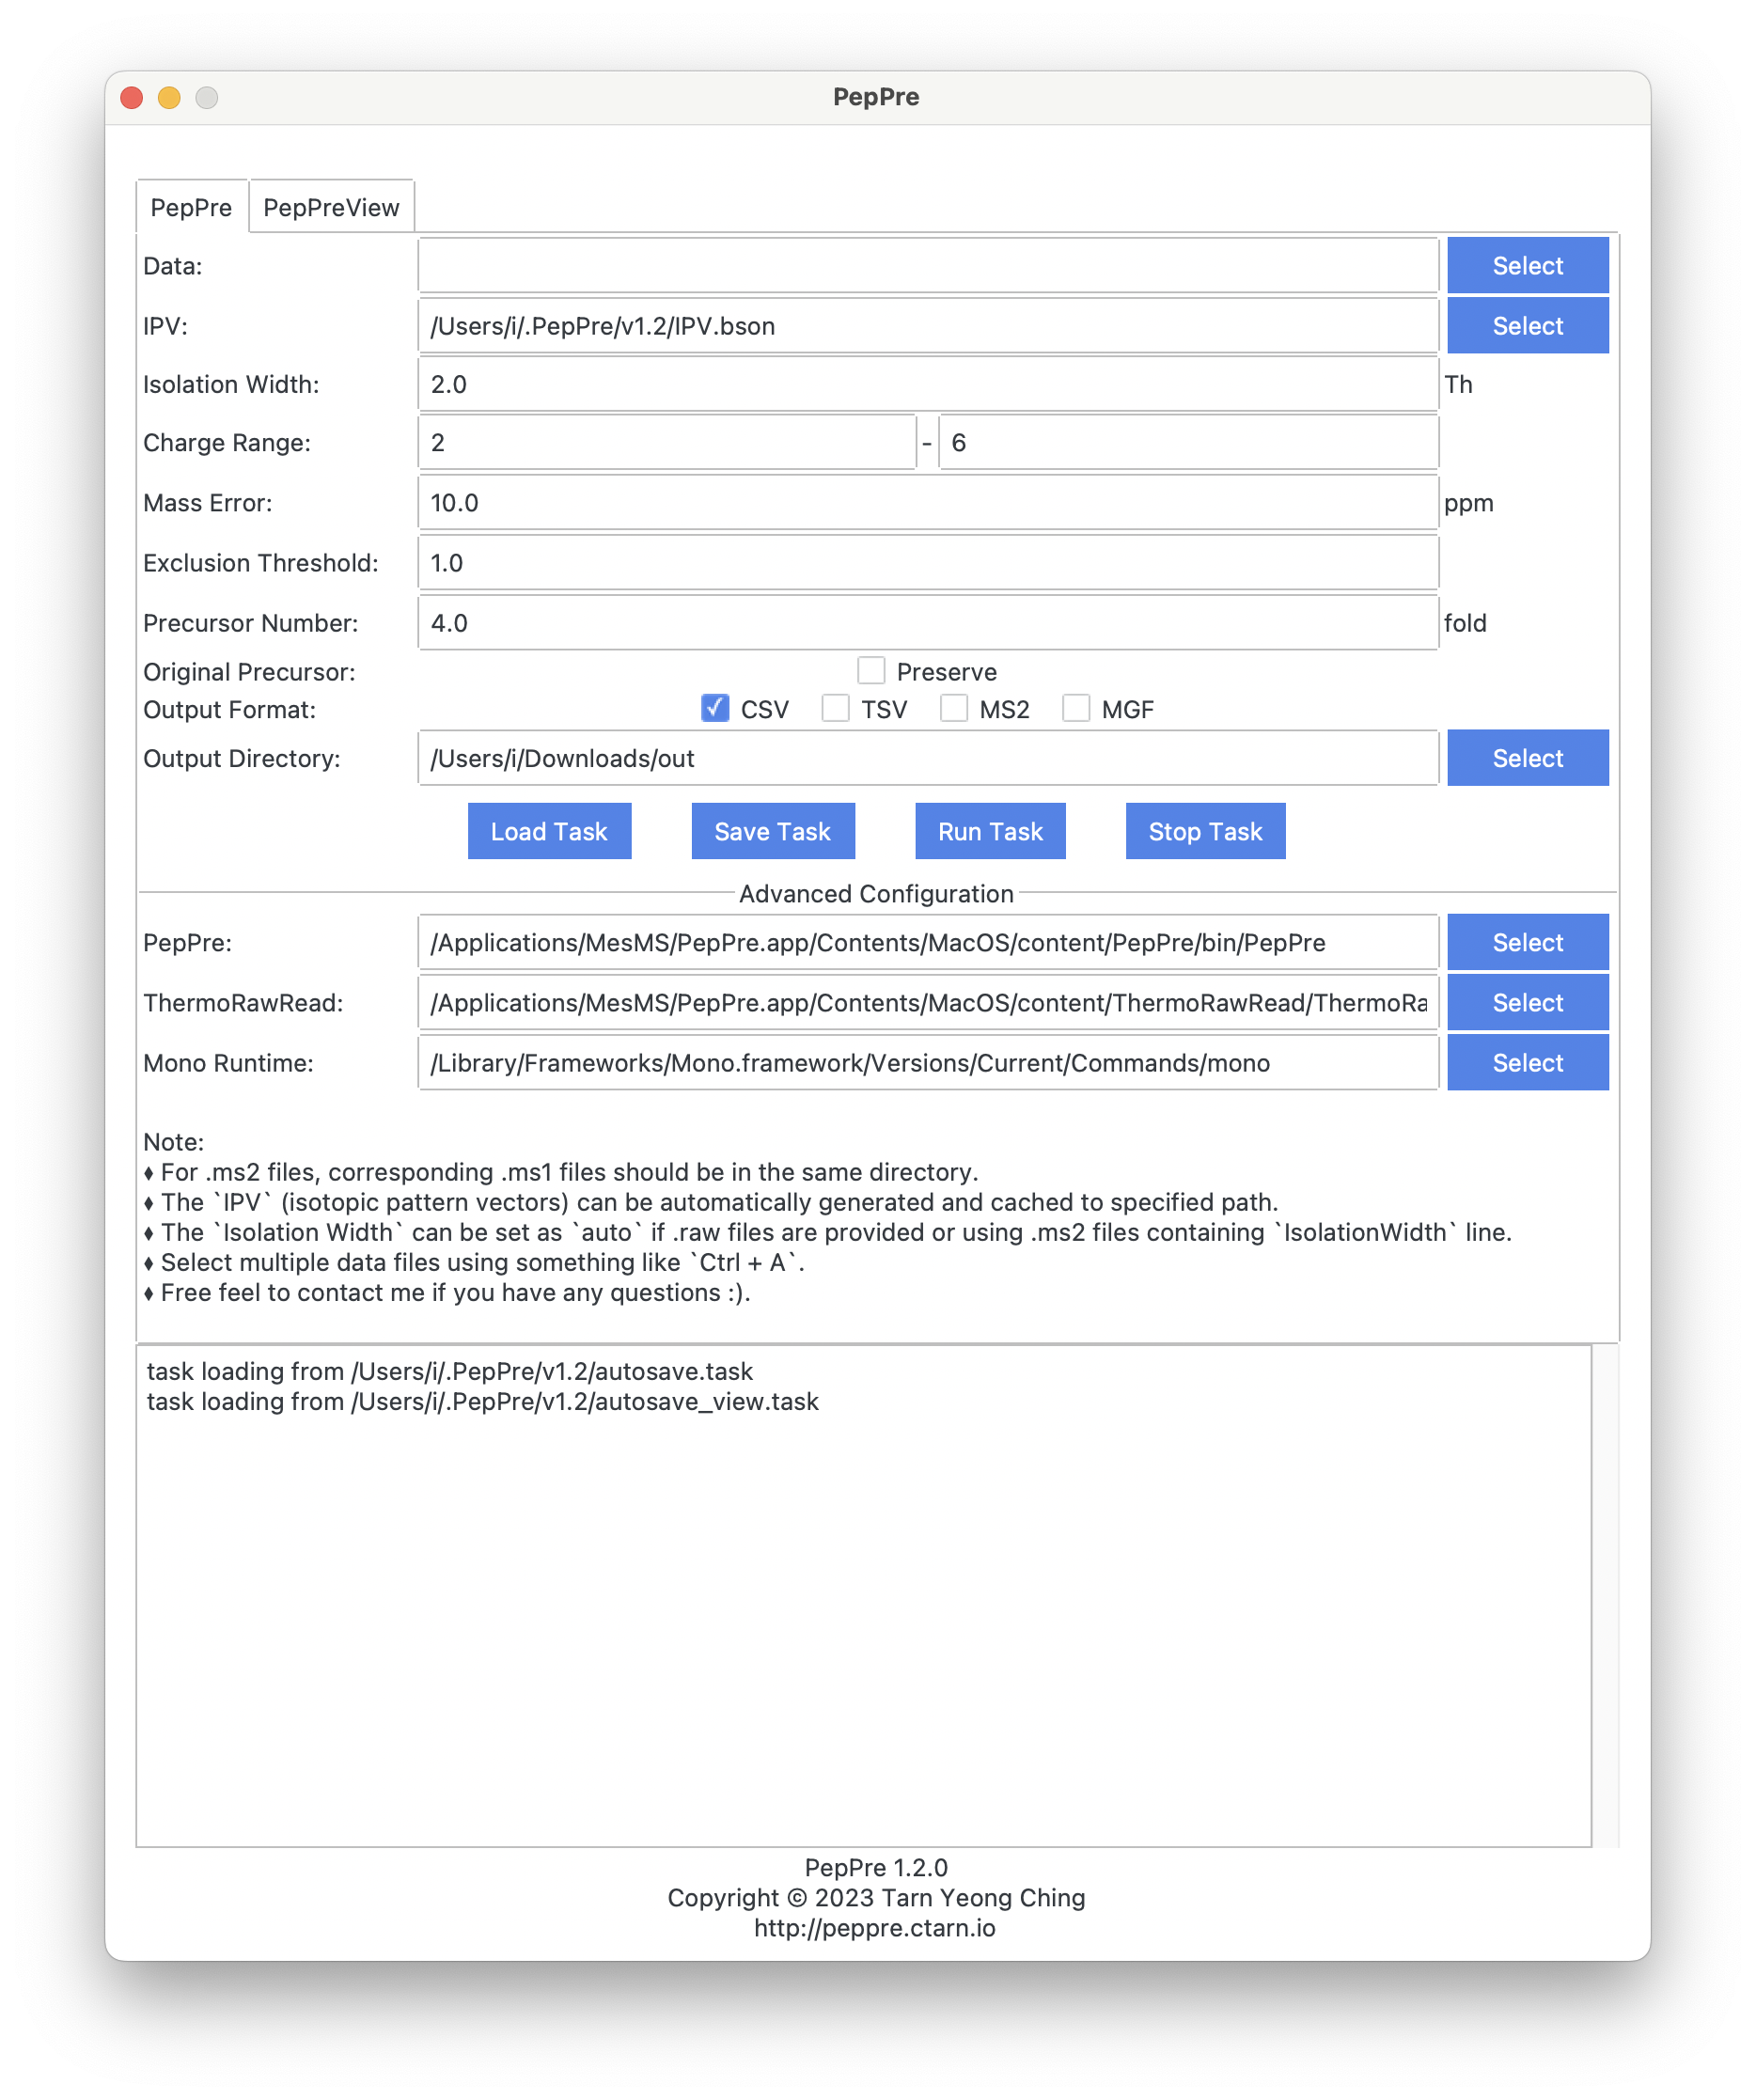 PepPre
PepPre PepPreView
Data: Select
IPV: /Users/i/.PepPre/v1.2/IPV.bson Select
Isolation Width: 2.0 Th
Charge Range: 2 - 6
Mass Error: 10.0 ppm
Exclusion Threshold: 1.0
Precursor Number: 4.0 fold
Original Precursor: Preserve
Output Format: CSV TSV MS2 MGF
Output Directory: /Users/i/Downloads/out Select
Load Task Save Task Run Task Stop Task
Advanced Configuration
PepPre: /Applications/MesMS/PepPre.app/Contents/MacOS/content/PepPre/bin/PepPre Select
ThermoRawRead: /Applications/MesMS/PepPre.app/Contents/MacOS/content/ThermoRawRead/ThermoRa Select
Mono Runtime: /Library/Frameworks/Mono.framework/Versions/Current/Commands/mono Select
Note:
♦ For .ms2 files, corresponding .ms1 files should be in the same directory.
♦ The `IPV` (isotopic pattern vectors) can be automatically generated and cached to specified path.
♦ The `Isolation Width` can be set as `auto` if .raw files are provided or using .ms2 files containing `IsolationWidth` line.
♦ Select multiple data files using something like `Ctrl + A`.
♦ Free feel to contact me if you have any questions :).
task loading from /Users/i/.PepPre/v1.2/autosave.task
task loading from /Users/i/.PepPre/v1.2/autosave_view.task
PepPre 1.2.0
Copyright © 2023 Tarn Yeong Ching
http://peppre.ctarn.io